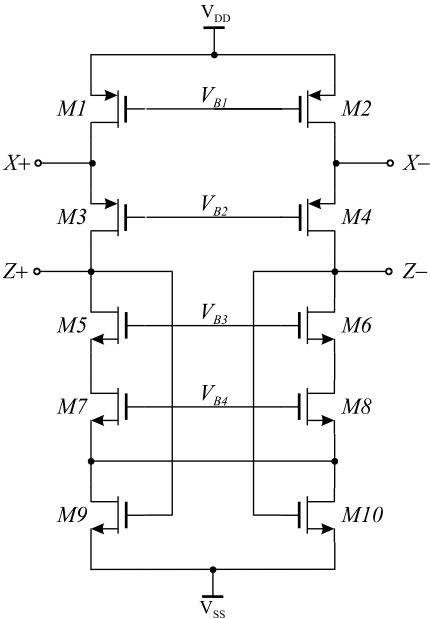 VDD
M1 VB1 M2
X+ X−
M3 VB2 M4
Z+ Z−
M5 VB3 M6
M7 VB4 M8
M9 M10
VSS